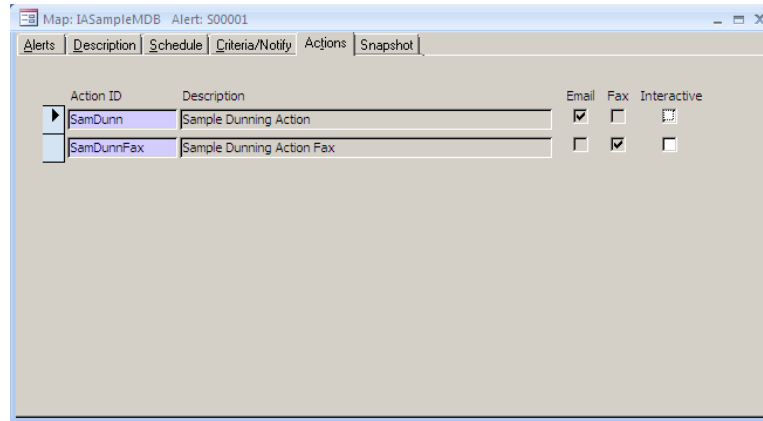 Map: IASampleMDB Alert: S00001
Alerts Description Schedule Criteria/Notify Actions Snapshot
Action ID Description Email Fax Interactive
SamDunn Sample Dunning Action
SamDunnFax Sample Dunning Action Fax